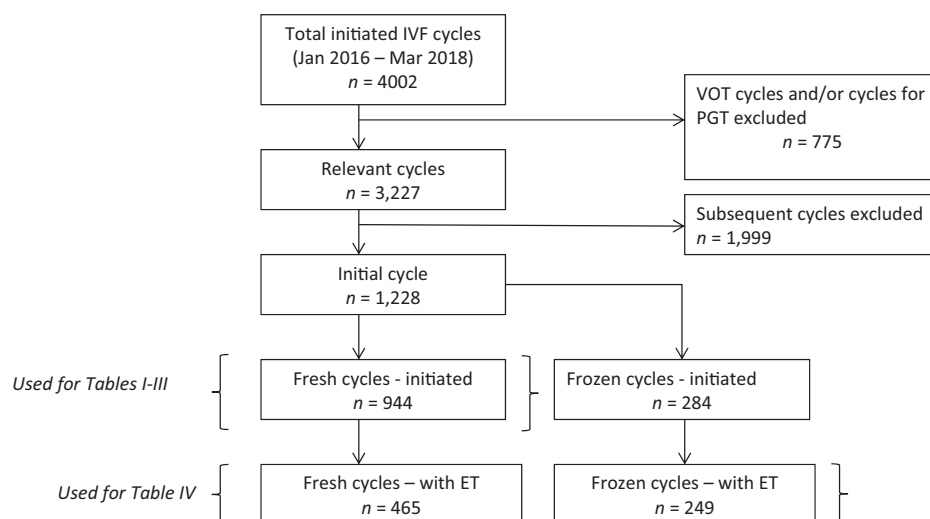 Total initiated IVF cycles
(Jan 2016 – Mar 2018)
n = 4002
VOT cycles and/or cycles for
PGT excluded
n = 775
Relevant cycles
n = 3,227
Subsequent cycles excluded
n = 1,999
Initial cycle
n = 1,228
Used for Tables I-III
Fresh cycles - initiated
n = 944
Frozen cycles - initiated
n = 284
Used for Table IV
Fresh cycles – with ET
n = 465
Frozen cycles – with ET
n = 249